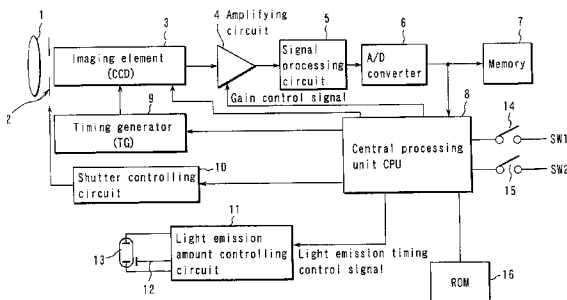 1
3
4 Amplifying
circuit
5
6
7
Imaging element
(CCD)
Signal
processing
circuit
A/D
converter
Memory
2
9
Gain control signal
8
14
Timing generator
(TG)
Central processing
unit CPU
SW1
10
Shutter controlling
circuit
SW2
15
11
13
Light emission
amount controlling
circuit
Light emission timing
control signal
12
ROM
16